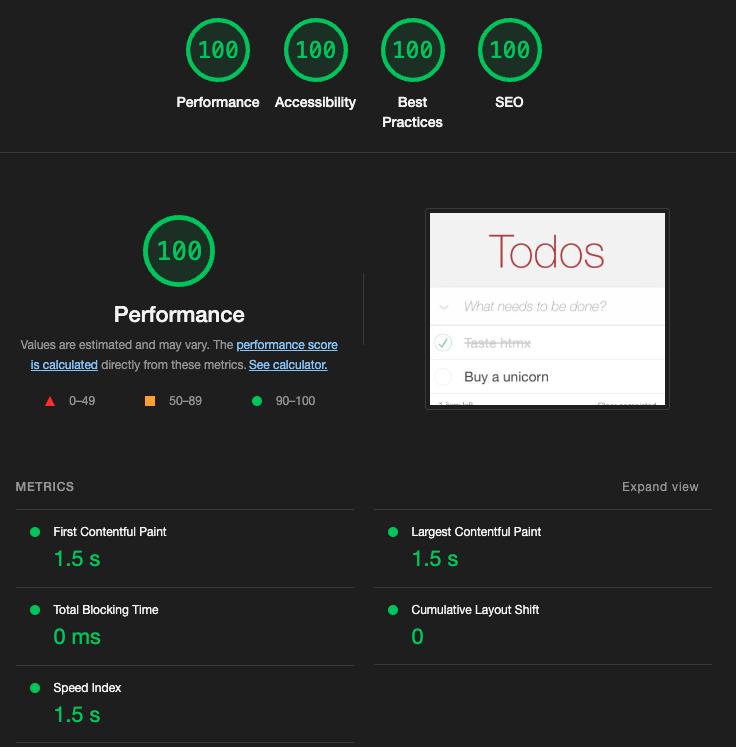 100
100
100
100
Performance
Accessibility
Best
Practices
SEO
100
Performance
Values are estimated and may vary. The performance score
is calculated directly from these metrics. See calculator.
0–49
50–89
90–100
Todos
What needs to be done?
Taste htmx
Buy a unicorn
METRICS
Expand view
First Contentful Paint
1.5 s
Largest Contentful Paint
1.5 s
Total Blocking Time
0 ms
Cumulative Layout Shift
0
Speed Index
1.5 s